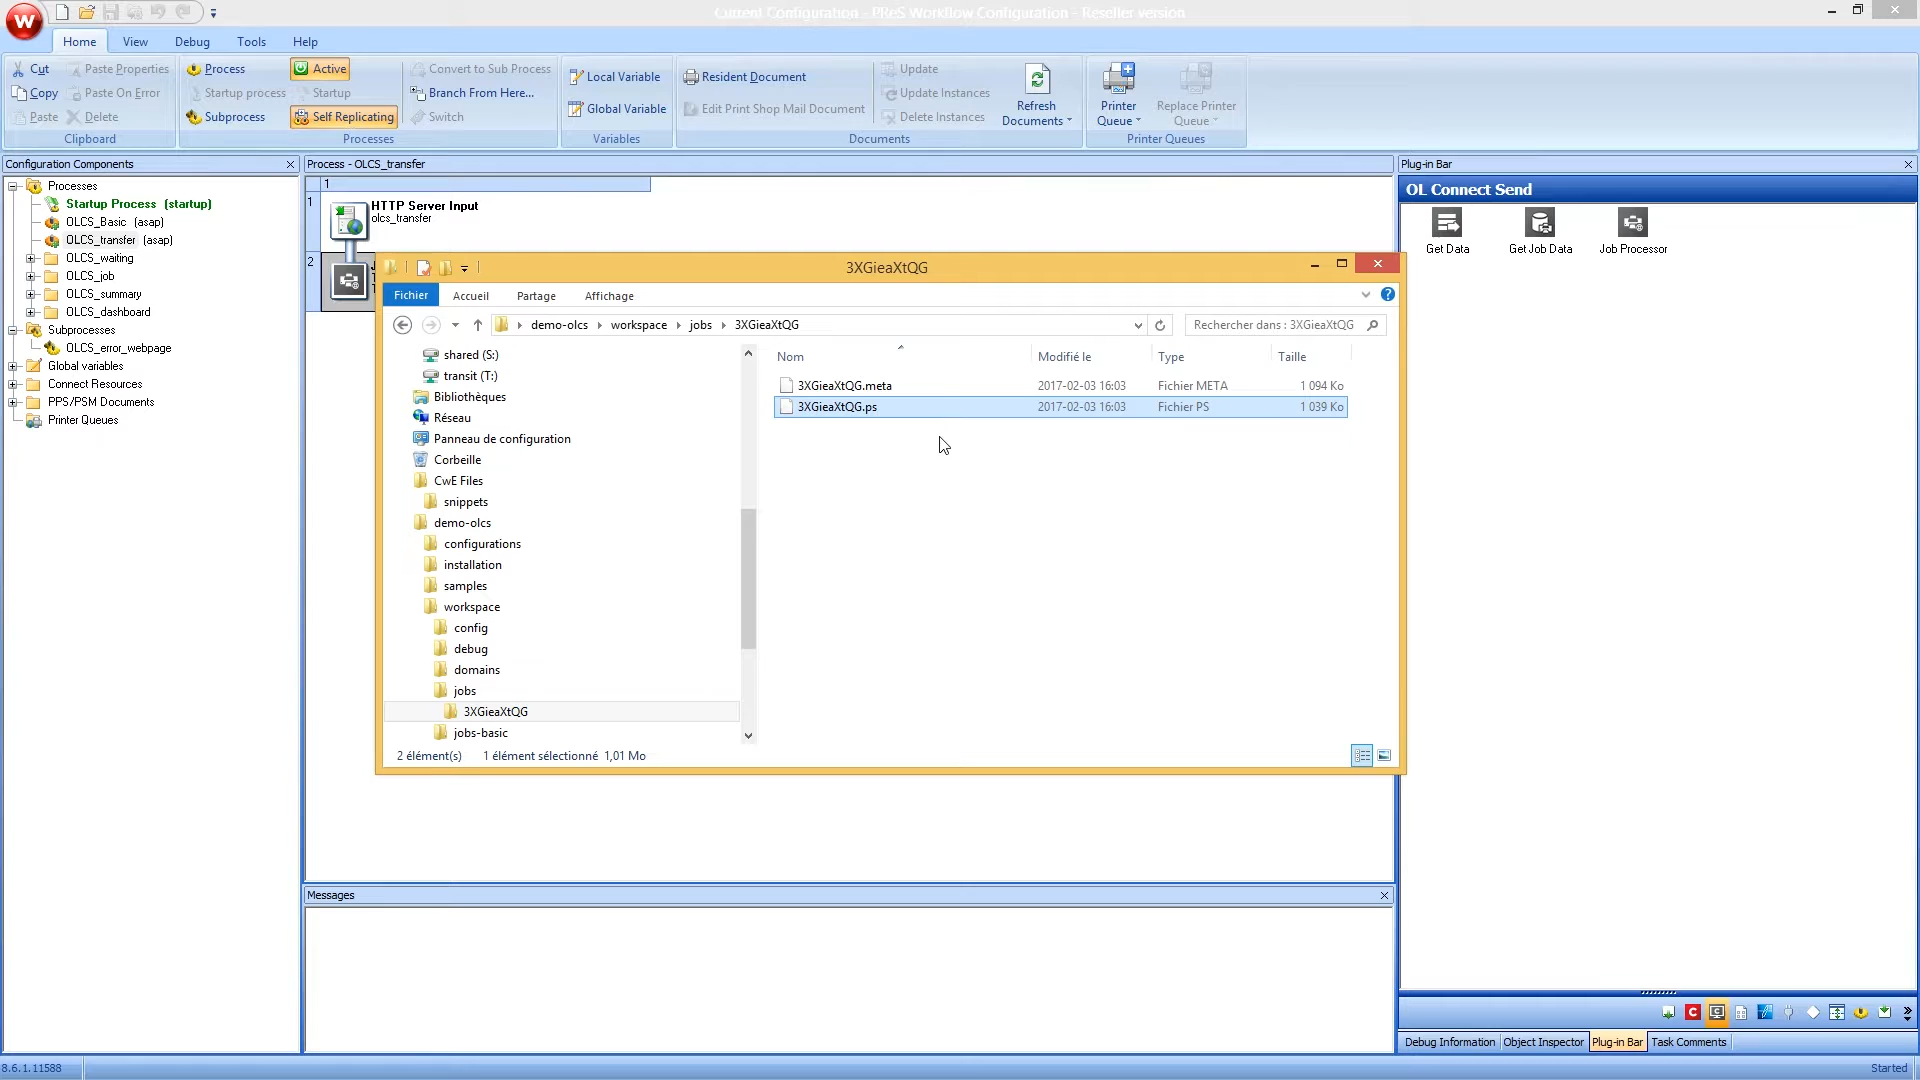 Current Configuration - PReS Workflow Configuration - Reseller version
Home View Debug Tools Help
Cut Paste Properties Process Active Convert to Sub Process Local Variable Resident Document Update
Copy Paste On Error Startup process Startup Branch From Here... Global Variable Edit Print Shop Mail Document Update Instances Refresh Documents Printer Queue Replace Printer Queue
Paste Delete Subprocess Self Replicating Switch Delete Instances
Clipboard Processes Variables Documents Printer Queues
Configuration Components
Processes
Startup Process (startup)
OLCS_Basic (asap)
OLCS_transfer (asap)
OLCS_waiting
OLCS_job
OLCS_summary
OLCS_dashboard
Subprocesses
OLCS_error_webpage
Global variables
Connect Resources
PPS/PSM Documents
Printer Queues
Process - OLCS_transfer
1
1
HTTP Server Input
olcs_transfer
2
3XGieaXtQG
Fichier Accueil Partage Affichage
demo-olcs workspace jobs 3XGieaXtQG
Rechercher dans : 3XGieaXtQG
shared (S:)
transit (T:)
Bibliothèques
Réseau
Panneau de configuration
Corbeille
CwE Files
snippets
demo-olcs
configurations
installation
samples
workspace
config
debug
domains
jobs
3XGieaXtQG
jobs-basic
Nom Modifié le Type Taille
3XGieaXtQG.meta 2017-02-03 16:03 Fichier META 1 094 Ko
3XGieaXtQG.ps 2017-02-03 16:03 Fichier PS 1 039 Ko
2 élément(s) 1 élément sélectionné 1,01 Mo
Messages
Plug-in Bar
OL Connect Send
Get Data Get Job Data Job Processor
Debug Information Object Inspector Plug-in Bar Task Comments
8.6.1.11588
Started